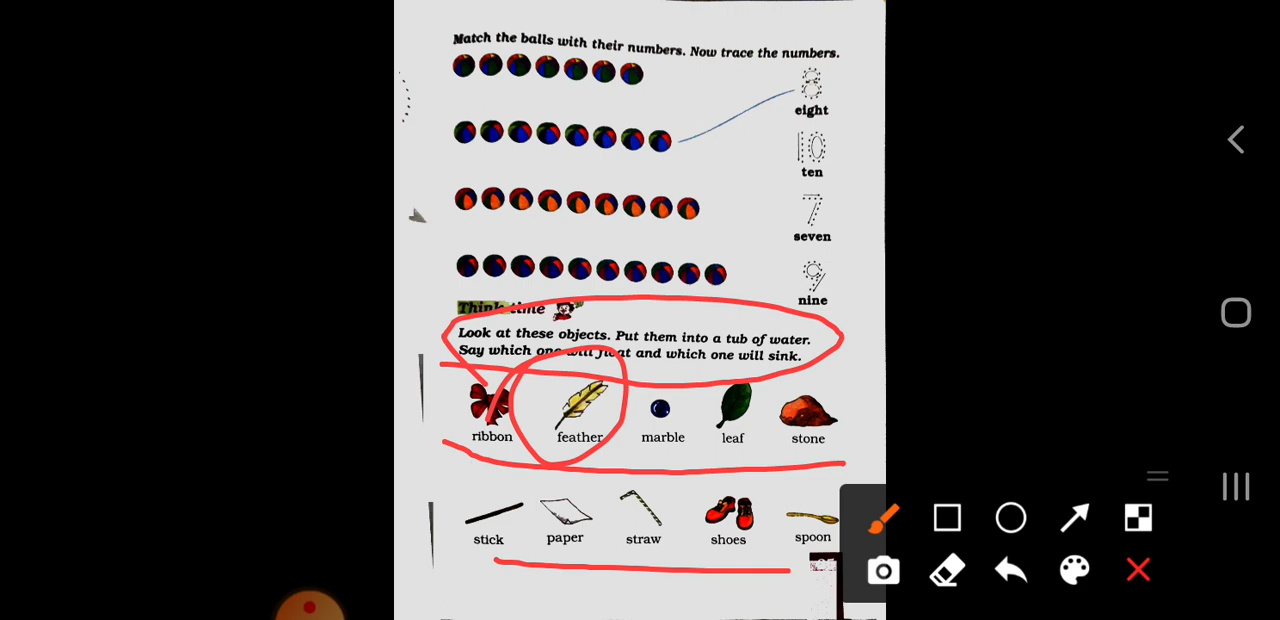 Match the balls with their numbers. Now trace the numbers.
8
eight
10
ten
7
seven
9
nine
Think time
Look at these objects. Put them into a tub of water.
Say which one will float and which one will sink.
ribbon feather marble leaf stone
stick paper straw shoes spoon